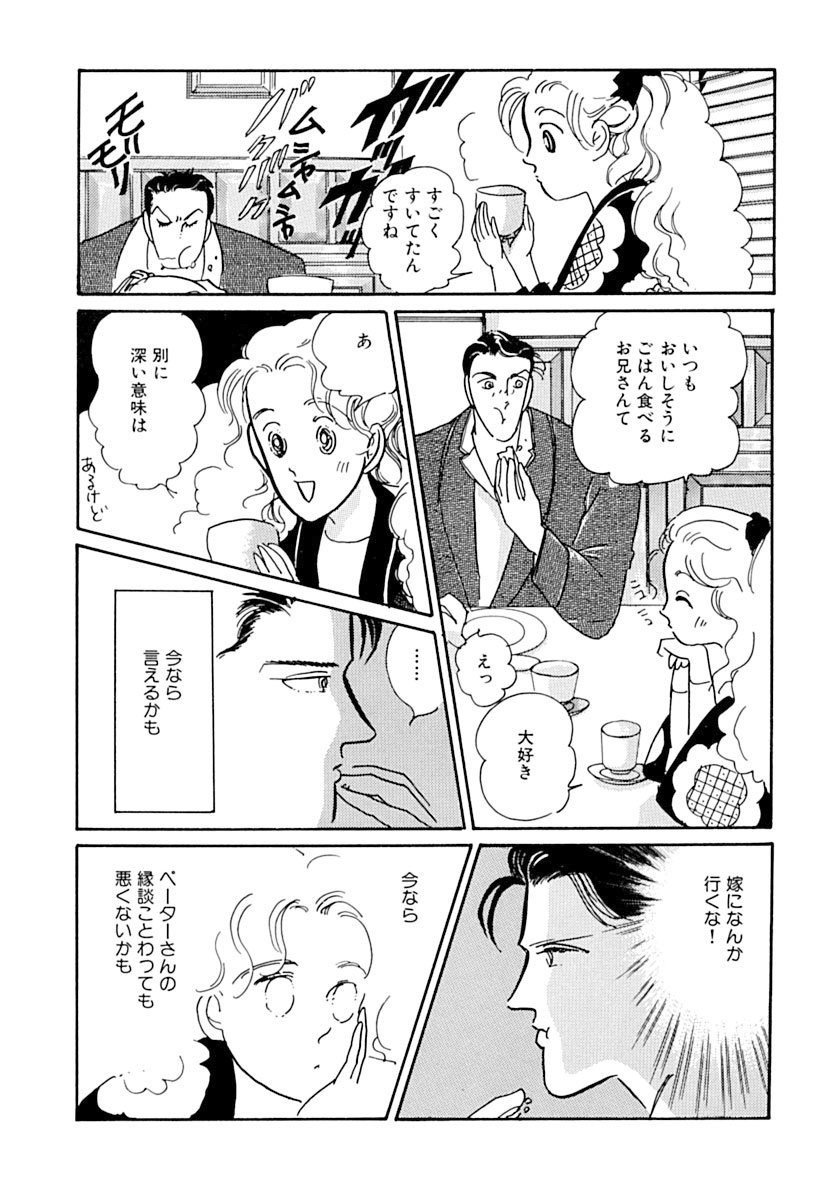 すごく
すいてたん
ですね
ガツ
ガツ
ムシャムシャ
ガツガツ
モリ
モリ
いつも
おいしそうに
ごはん食べる
お兄さんて
えっ
大好き
あ
別に
深い意味は
あるけど
……
今なら
言えるかも
嫁になんか
行くな！
今なら
ペーターさんの
縁談ことわっても
悪くないかも